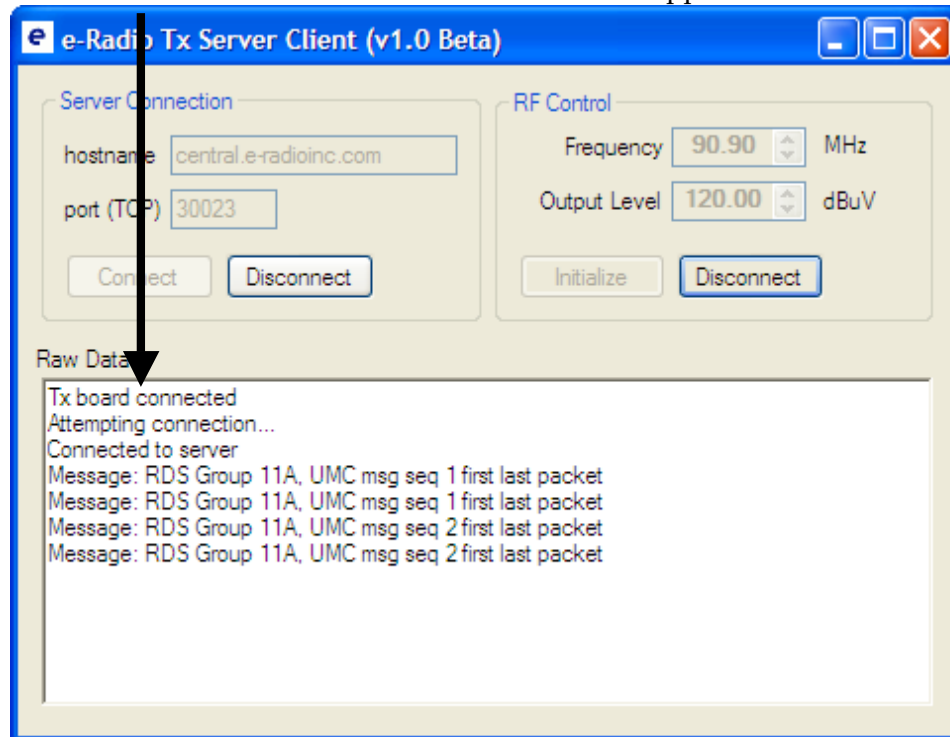 e e-Radio Tx Server Client (v1.0 Beta)
Server Connection
hostname central.e-radioinc.com
port (TCP) 30023
Connect Disconnect
RF Control
Frequency 90.90 MHz
Output Level 120.00 dBuV
Initialize Disconnect
Raw Data
Tx board connected
Attempting connection...
Connected to server
Message: RDS Group 11A, UMC msg seq 1 first last packet
Message: RDS Group 11A, UMC msg seq 1 first last packet
Message: RDS Group 11A, UMC msg seq 2 first last packet
Message: RDS Group 11A, UMC msg seq 2 first last packet